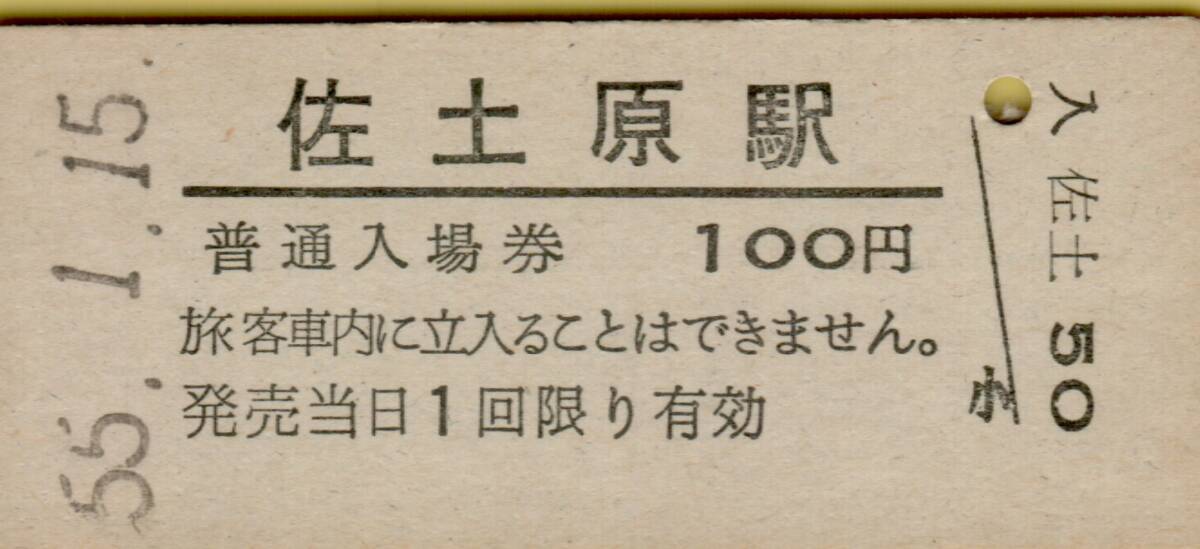 佐土原駅
普通入場券 100円
旅客車内に立入ることはできません。
発売当日1回限り有効
55.1.15.
入 佐土 50
小